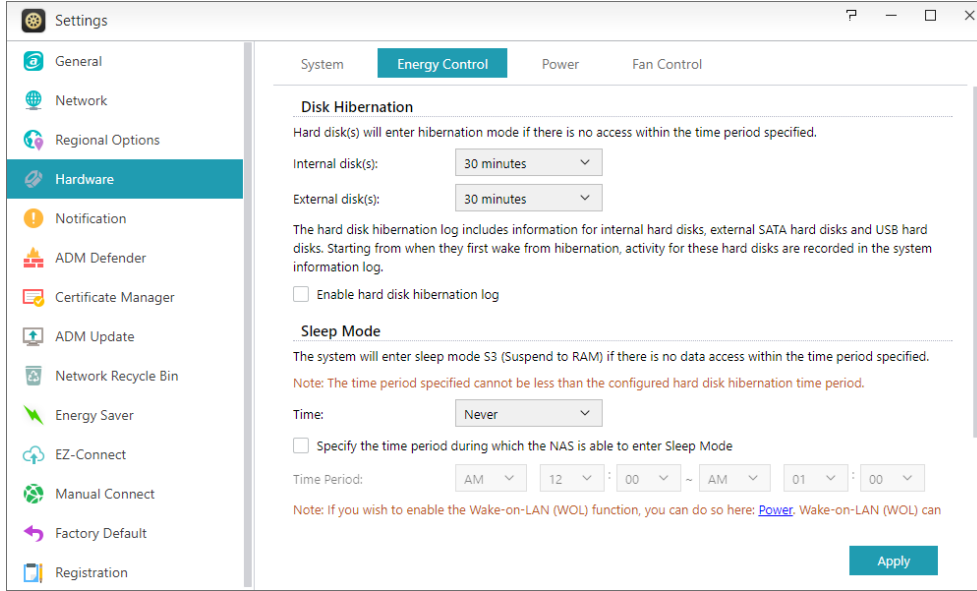 Settings
General
Network
Regional Options
Hardware
Notification
ADM Defender
Certificate Manager
ADM Update
Network Recycle Bin
Energy Saver
EZ-Connect
Manual Connect
Factory Default
Registration
System Energy Control Power Fan Control
Disk Hibernation
Hard disk(s) will enter hibernation mode if there is no access within the time period specified.
Internal disk(s): 30 minutes
External disk(s): 30 minutes
The hard disk hibernation log includes information for internal hard disks, external SATA hard disks and USB hard
disks. Starting from when they first wake from hibernation, activity for these hard disks are recorded in the system
information log.
Enable hard disk hibernation log
Sleep Mode
The system will enter sleep mode S3 (Suspend to RAM) if there is no data access within the time period specified.
Note: The time period specified cannot be less than the configured hard disk hibernation time period.
Time: Never
Specify the time period during which the NAS is able to enter Sleep Mode
Time Period: AM 12 : 00 ~ AM 01 : 00
Note: If you wish to enable the Wake-on-LAN (WOL) function, you can do so here: Power. Wake-on-LAN (WOL) can
Apply